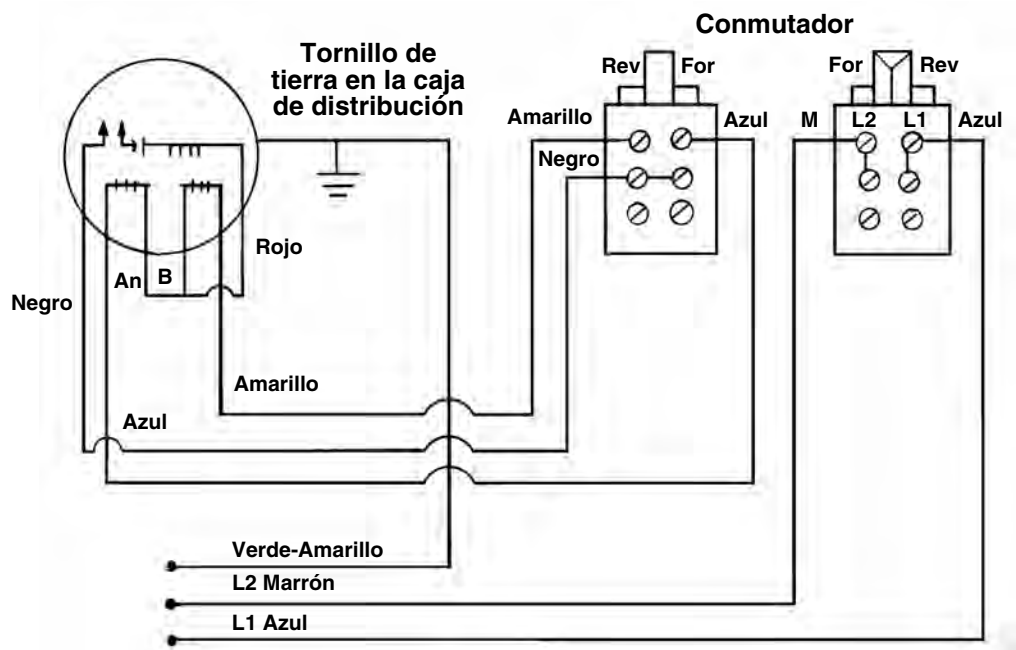 Conmutador
Tornillo de
tierra en la caja
de distribución
Rev
For
For
Rev
Amarillo
Azul
M
L2
L1
Azul
Negro
Rojo
An
B
Negro
Amarillo
Azul
Verde-Amarillo
L2 Marrón
L1 Azul